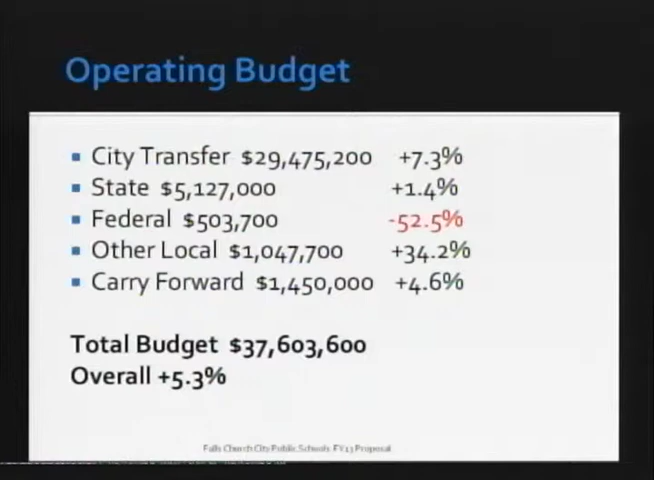 Operating Budget
▪ City Transfer $29,475,200 +7.3%
▪ State $5,127,000 +1.4%
▪ Federal $503,700 -52.5%
▪ Other Local $1,047,700 +34.2%
▪ Carry Forward $1,450,000 +4.6%
Total Budget $37,603,600
Overall +5.3%
Falls Church City Public Schools FY13 Proposal